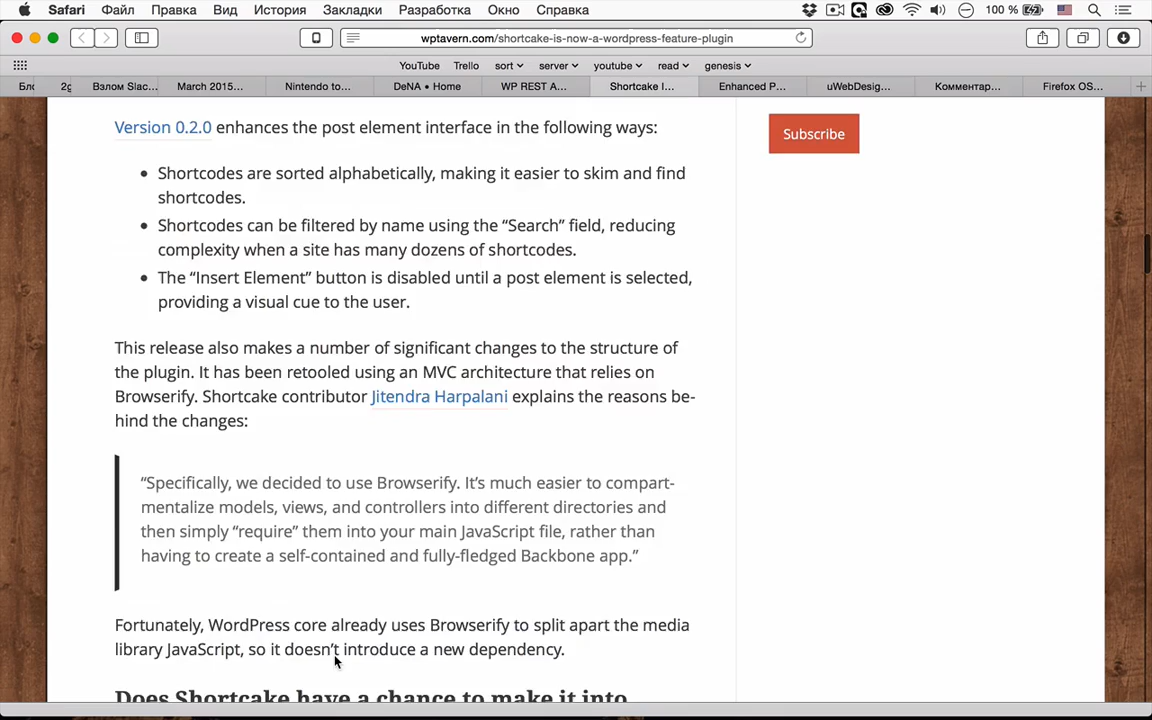 Safari Файл Правка Вид История Закладки Разработка Окно Справка 100 %
wptavern.com/shortcake-is-now-a-wordpress-feature-plugin
YouTube Trello sort server youtube read genesis
Бло 2g Взлом Slac... March 2015... Nintendo to... DeNA • Home WP REST A... Shortcake I... Enhanced P... uWebDesig... Комментар... Firefox OS...
Version 0.2.0 enhances the post element interface in the following ways:
Subscribe
• Shortcodes are sorted alphabetically, making it easier to skim and find
shortcodes.
• Shortcodes can be filtered by name using the “Search” field, reducing
complexity when a site has many dozens of shortcodes.
• The “Insert Element” button is disabled until a post element is selected,
providing a visual cue to the user.
This release also makes a number of significant changes to the structure of
the plugin. It has been retooled using an MVC architecture that relies on
Browserify. Shortcake contributor Jitendra Harpalani explains the reasons be-
hind the changes:
“Specifically, we decided to use Browserify. It’s much easier to compart-
mentalize models, views, and controllers into different directories and
then simply “require” them into your main JavaScript file, rather than
having to create a self-contained and fully-fledged Backbone app.”
Fortunately, WordPress core already uses Browserify to split apart the media
library JavaScript, so it doesn’t introduce a new dependency.
Does Shortcake have a chance to make it into